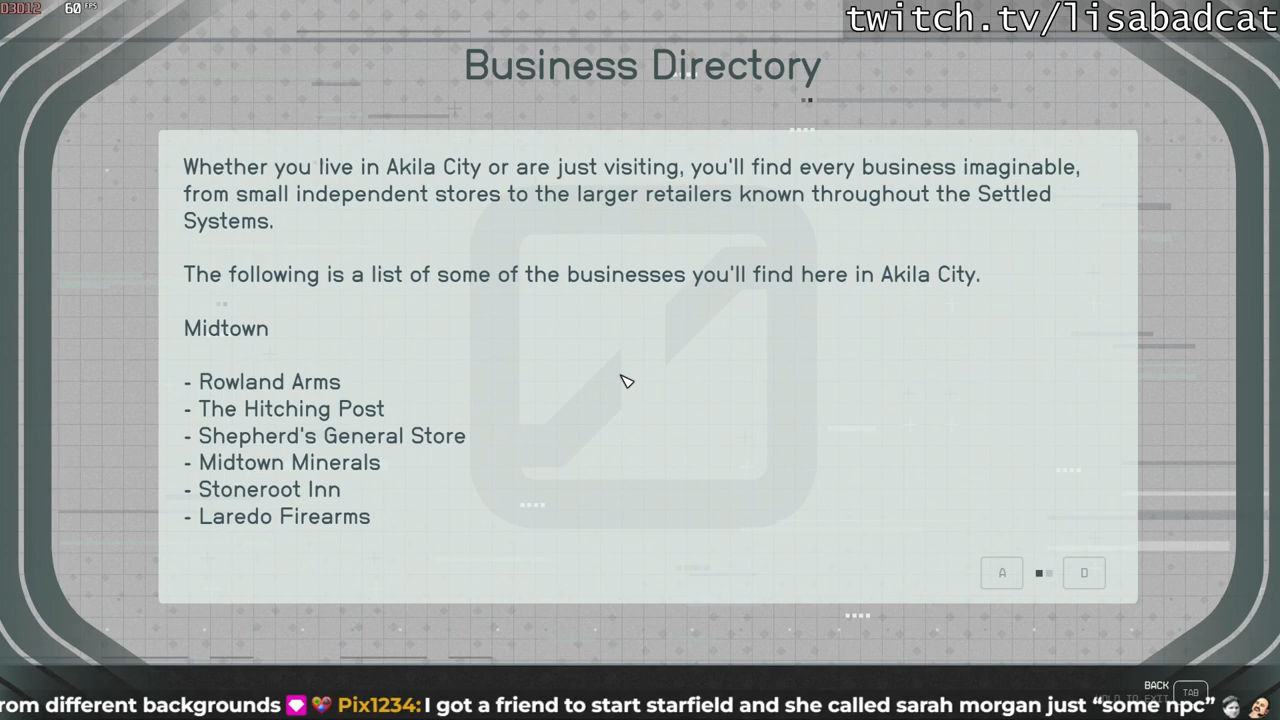 D3D12 60 FPS
twitch.tv/lisabadcat
Business Directory
Whether you live in Akila City or are just visiting, you'll find every business imaginable,
from small independent stores to the larger retailers known throughout the Settled
Systems.
The following is a list of some of the businesses you'll find here in Akila City.
Midtown
- Rowland Arms
- The Hitching Post
- Shepherd's General Store
- Midtown Minerals
- Stoneroot Inn
- Laredo Firearms
A D
BACK
TAB
rom different backgrounds Pix1234: I got a friend to start starfield and she called sarah morgan just “some npc”